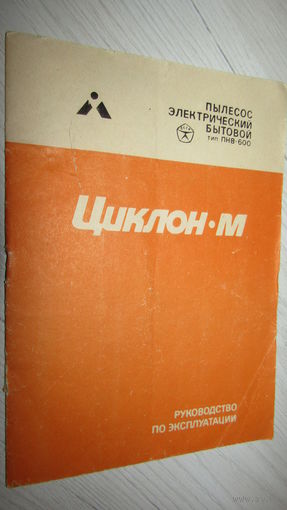 ПЫЛЕСОС
ЭЛЕКТРИЧЕСКИЙ
БЫТОВОЙ
тип ПНВ-600
Циклон·М
РУКОВОДСТВО
ПО ЭКСПЛУАТАЦИИ